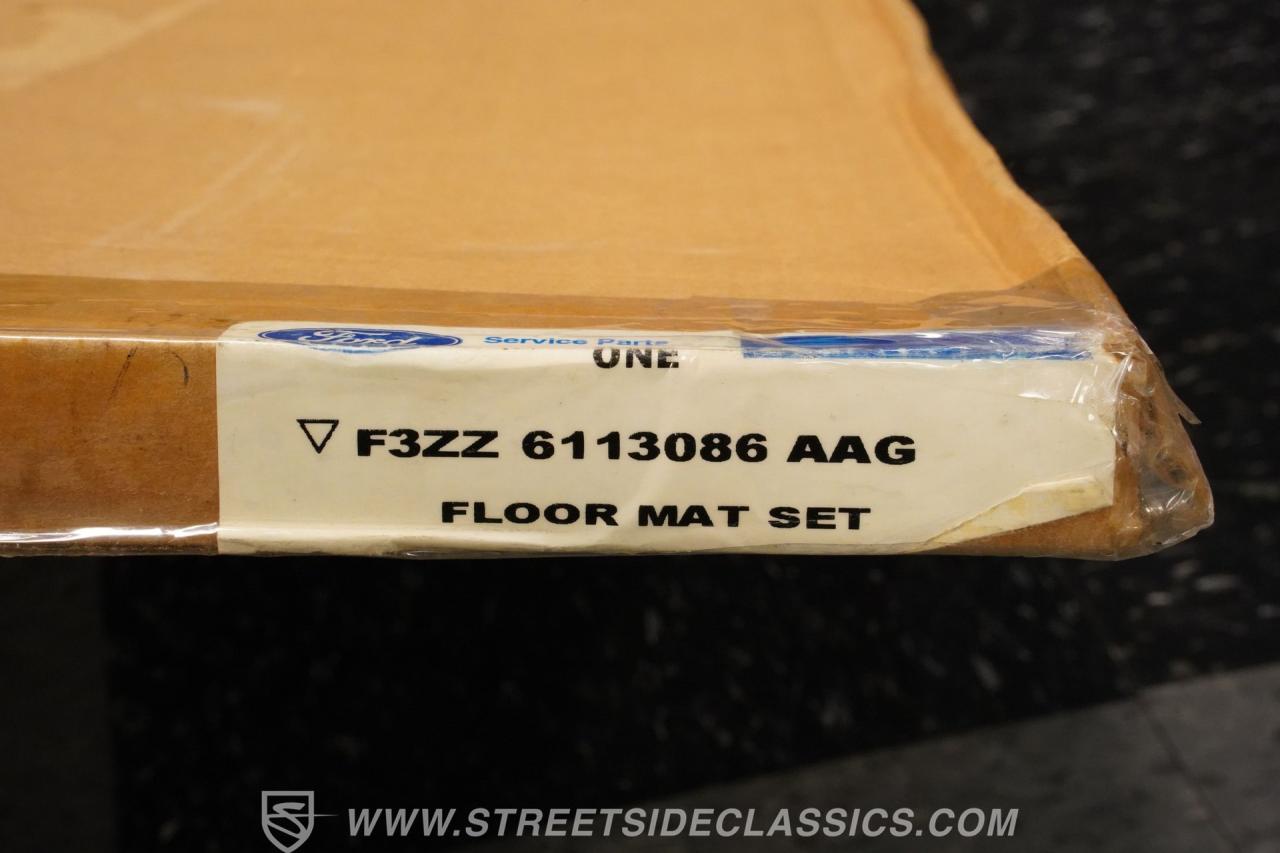 Ford Service Parts
ONE
F3ZZ 6113086 AAG
FLOOR MAT SET
WWW.STREETSIDECLASSICS.COM